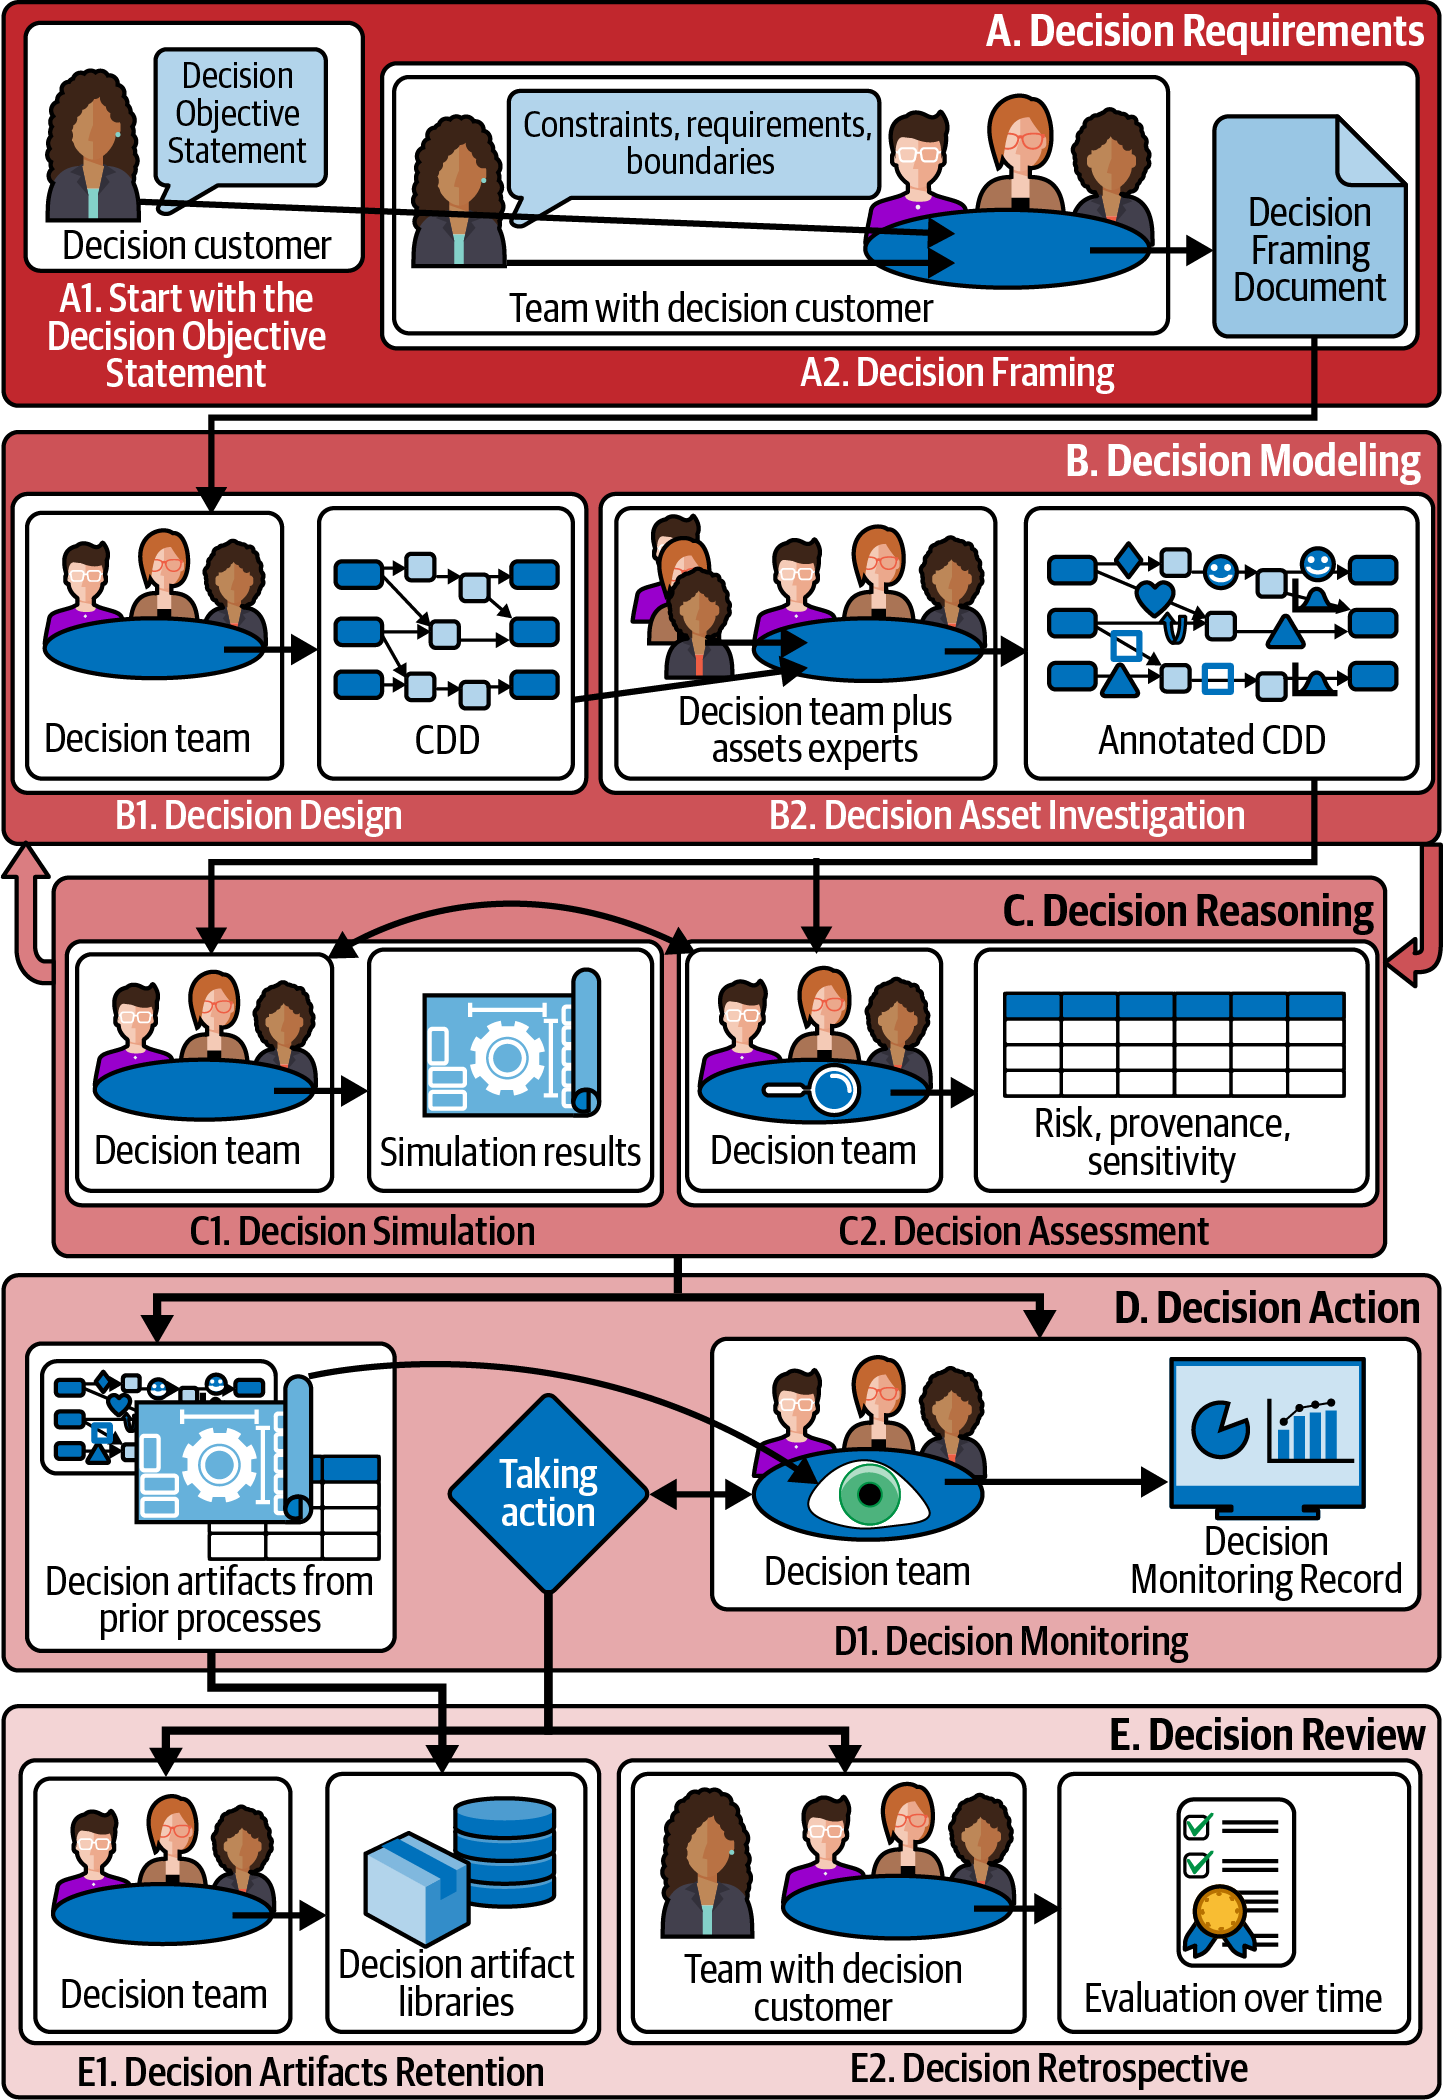 A. Decision Requirements
Decision
Objective
Statement
Decision customer
A1. Start with the
Decision Objective
Statement
Constraints, requirements,
boundaries
Team with decision customer
Decision
Framing
Document
A2. Decision Framing
B. Decision Modeling
Decision team
CDD
B1. Decision Design
Decision team plus
assets experts
Annotated CDD
B2. Decision Asset Investigation
C. Decision Reasoning
Decision team
Simulation results
C1. Decision Simulation
Decision team
Risk, provenance,
sensitivity
C2. Decision Assessment
D. Decision Action
Decision artifacts from
prior processes
Taking
action
Decision team
Decision
Monitoring Record
D1. Decision Monitoring
E. Decision Review
Decision team
Decision artifact
libraries
E1. Decision Artifacts Retention
Team with decision
customer
Evaluation over time
E2. Decision Retrospective